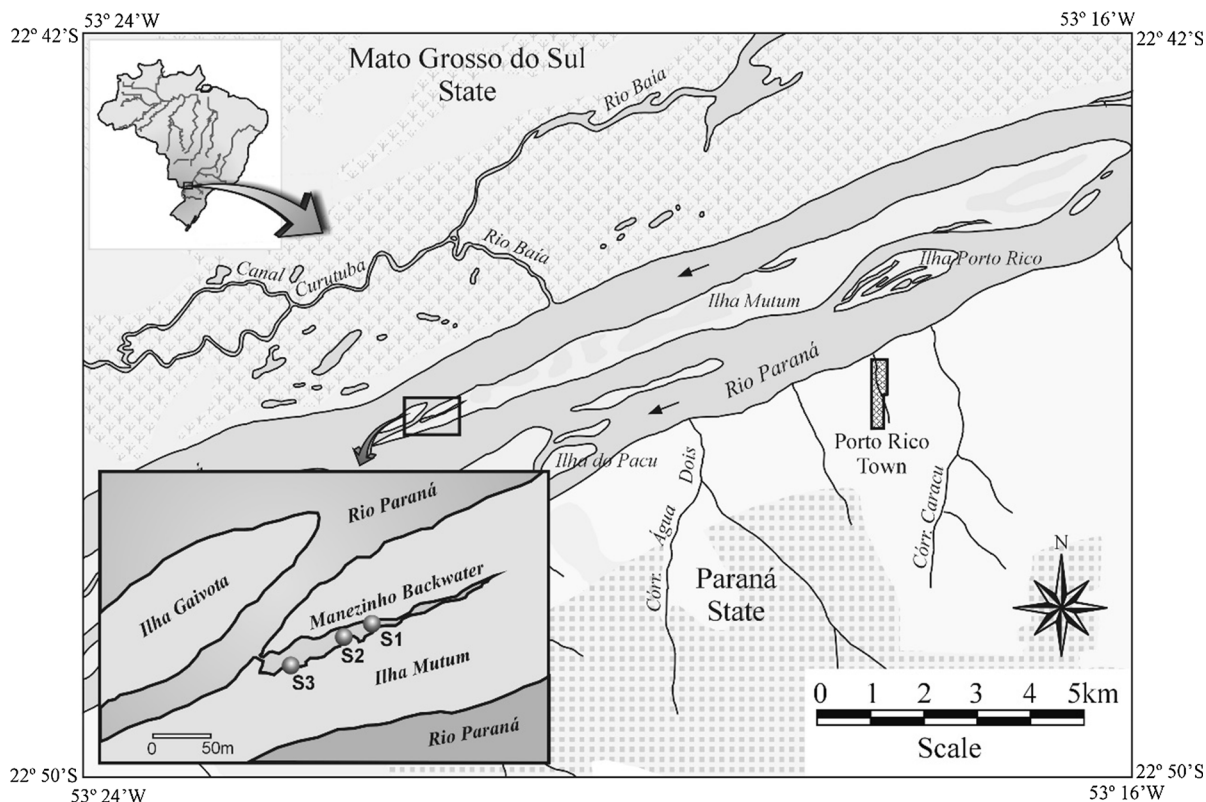 53° 24’W
53° 16’W
22° 42’S
22° 42’S
Mato Grosso do Sul
State
Rio Baía
Rio Baía
Canal
Curutuba
Ilha Porto Rico
Ilha Mutum
Rio Paraná
Porto Rico
Town
Ilha do Pacu
Córr. Água Dois
Córr. Caracu
Paraná
State
N
Rio Paraná
Ilha Gaivota
Manezinho Backwater
S1
S2
S3
Ilha Mutum
Rio Paraná
0 50m
0 1 2 3 4 5km
Scale
22° 50’S
22° 50’S
53° 24’W
53° 16’W